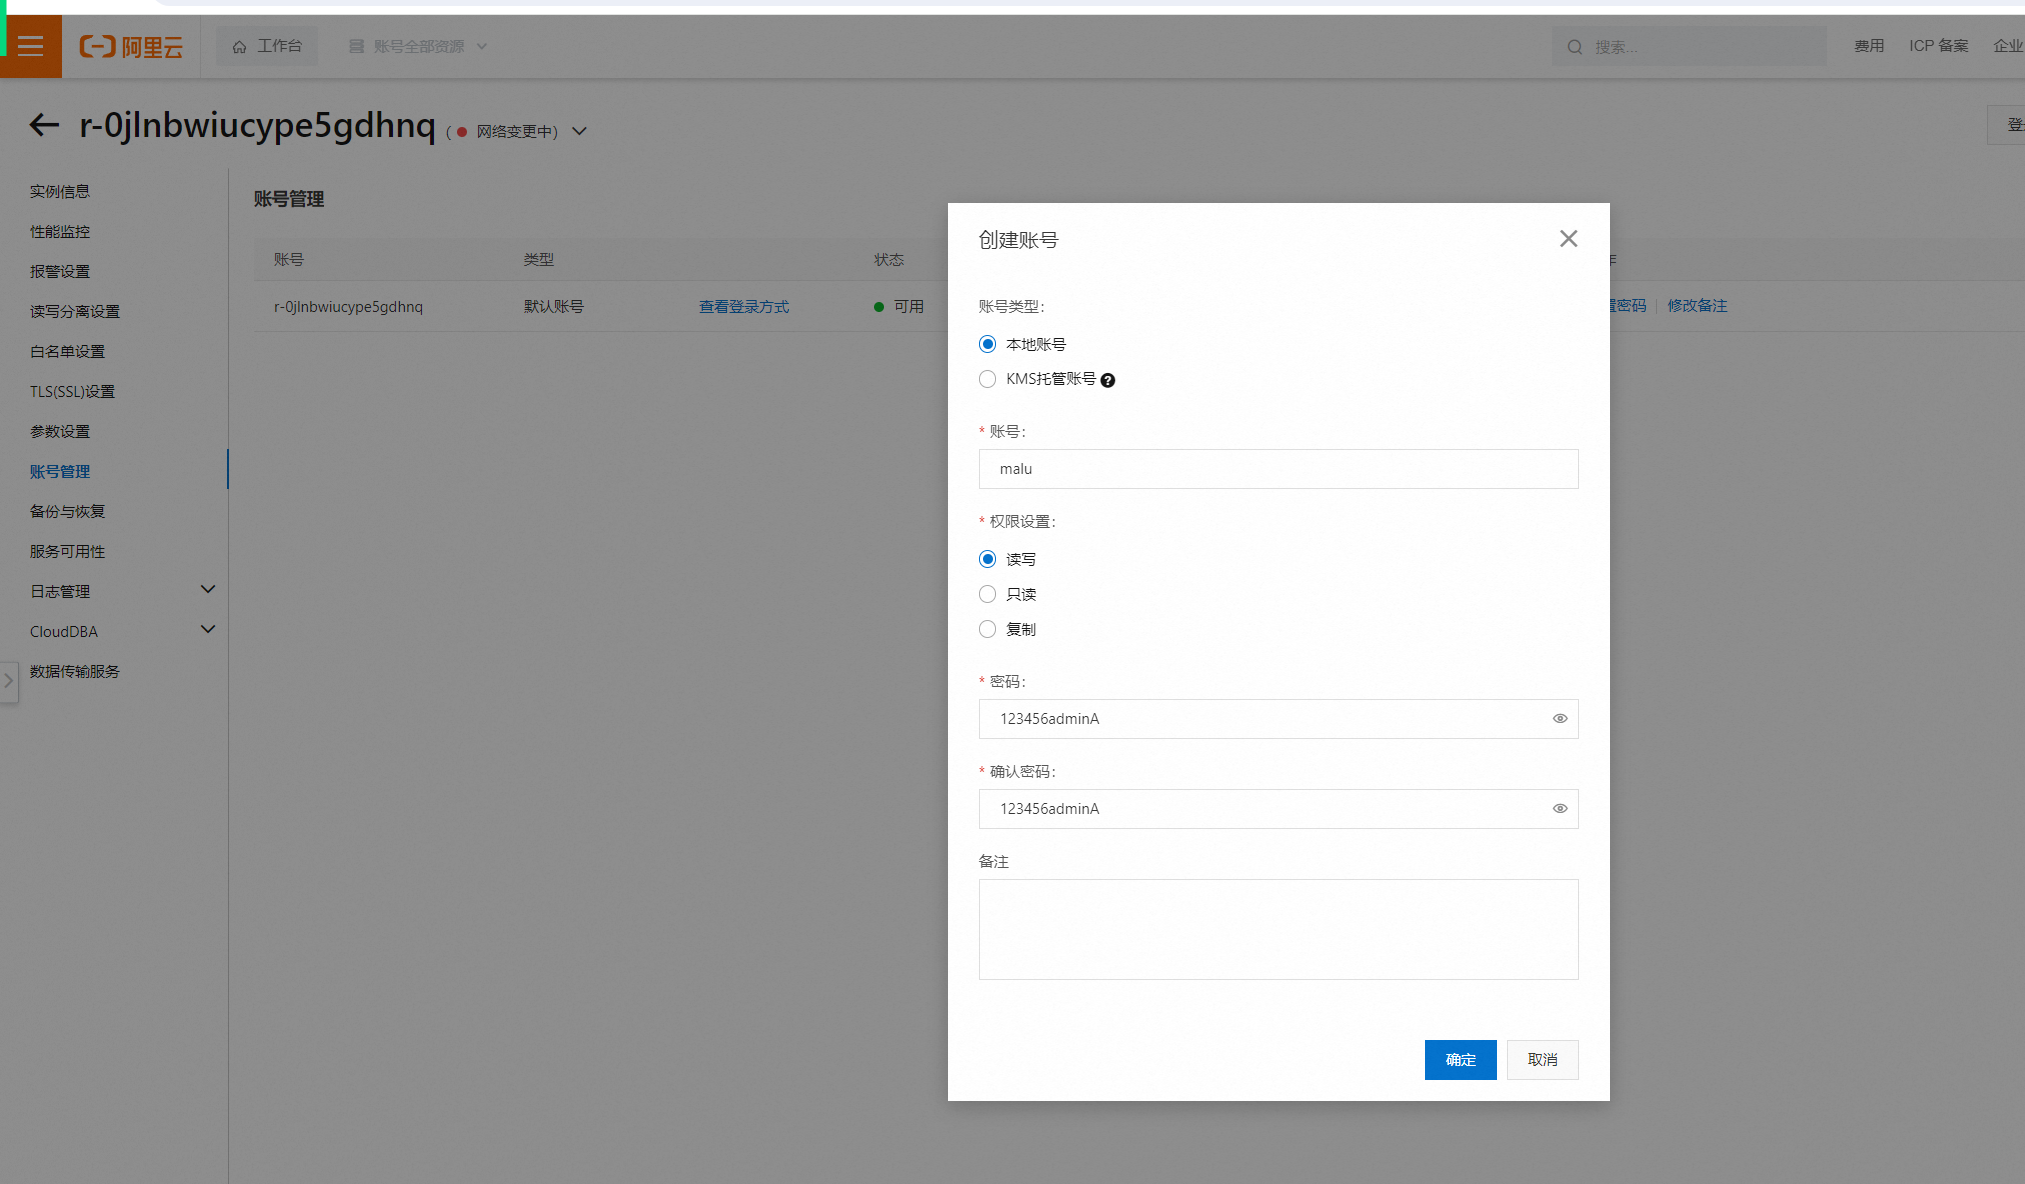 阿里云
工作台
账号全部资源
搜索...
费用
ICP 备案
企业
r-0jlnbwiucype5gdhnq
(网络变更中)
登
实例信息
性能监控
报警设置
读写分离设置
白名单设置
TLS(SSL)设置
参数设置
账号管理
备份与恢复
服务可用性
日志管理
CloudDBA
数据传输服务
账号管理
账号 类型 状态
r-0jlnbwiucype5gdhnq 默认账号 查看登录方式 可用 置密码 修改备注
创建账号
账号类型:
本地账号
KMS托管账号
* 账号:
malu
* 权限设置:
读写
只读
复制
* 密码:
123456adminA
* 确认密码:
123456adminA
备注
确定 取消